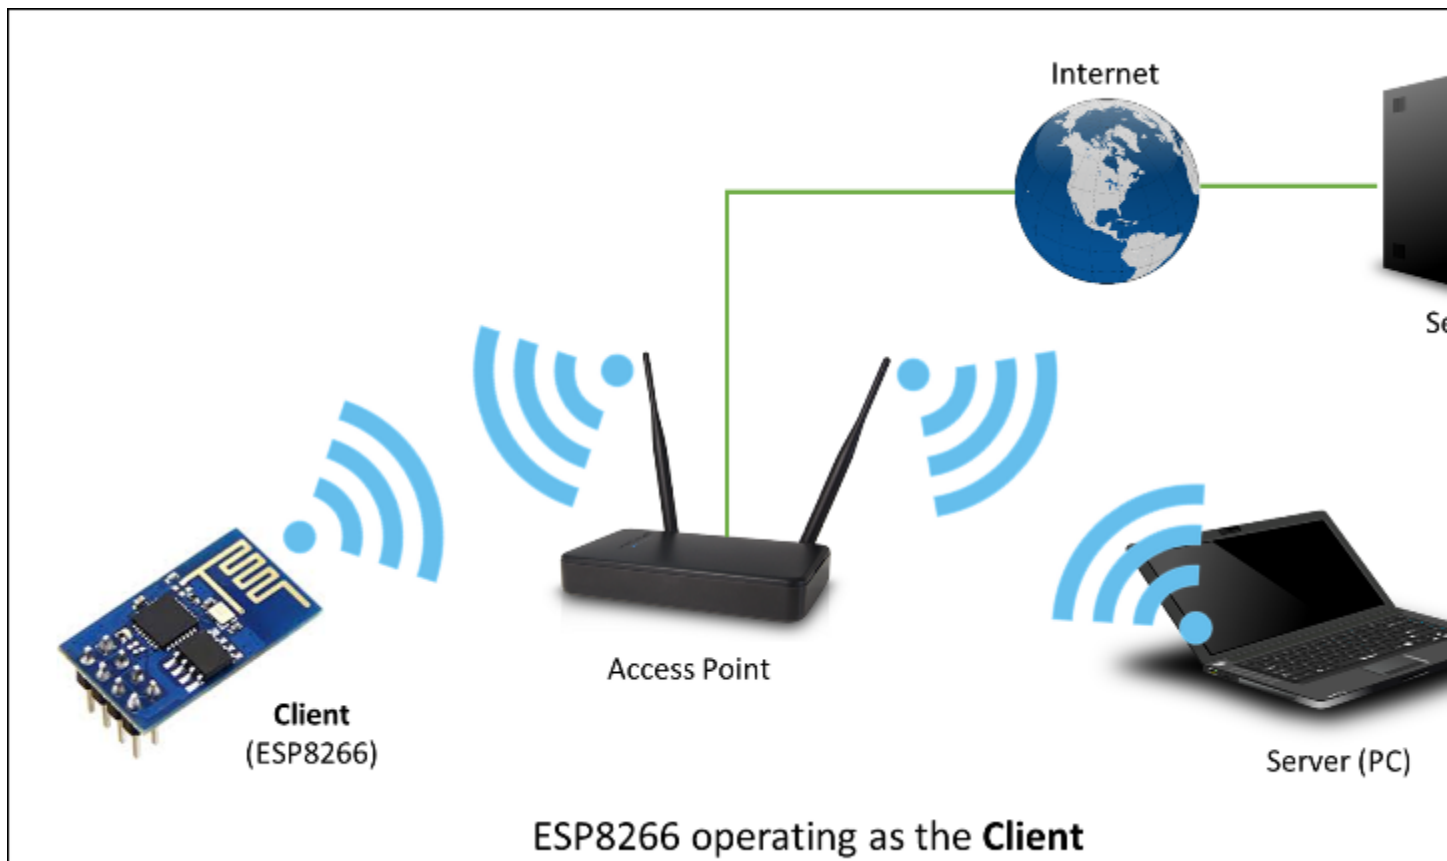 Internet
Access Point
Client
(ESP8266)
Server (PC)
ESP8266 operating as the Client